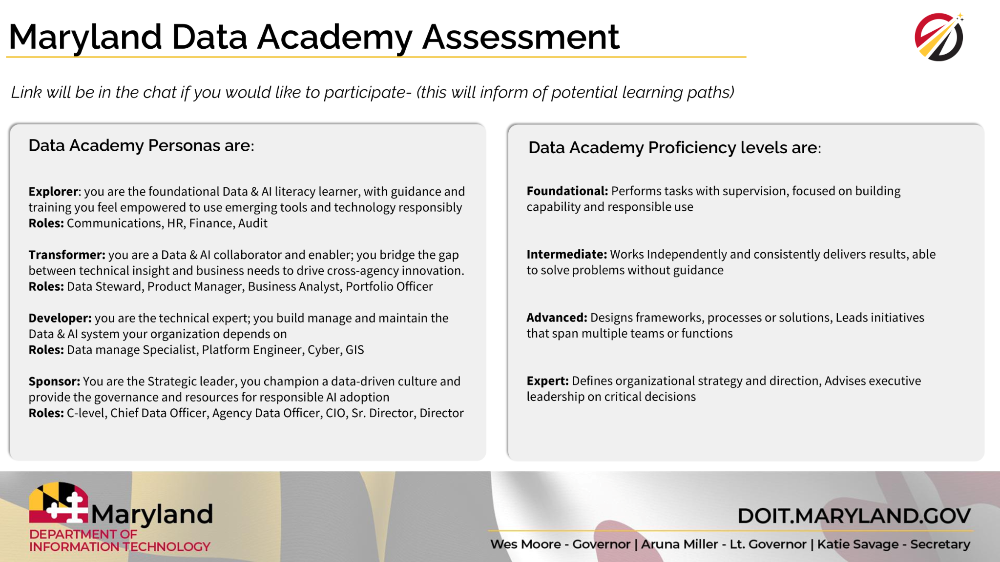 Maryland Data Academy Assessment
Link will be in the chat if you would like to participate- (this will inform of potential learning paths)
Data Academy Personas are:
Explorer: you are the foundational Data & AI literacy learner, with guidance and
training you feel empowered to use emerging tools and technology responsibly
Roles: Communications, HR, Finance, Audit
Transformer: you are a Data & AI collaborator and enabler; you bridge the gap
between technical insight and business needs to drive cross-agency innovation.
Roles: Data Steward, Product Manager, Business Analyst, Portfolio Officer
Developer: you are the technical expert; you build manage and maintain the
Data & AI system your organization depends on
Roles: Data manage Specialist, Platform Engineer, Cyber, GIS
Sponsor: You are the Strategic leader, you champion a data-driven culture and
provide the governance and resources for responsible AI adoption
Roles: C-level, Chief Data Officer, Agency Data Officer, CIO, Sr. Director, Director
Data Academy Proficiency levels are:
Foundational: Performs tasks with supervision, focused on building
capability and responsible use
Intermediate: Works Independently and consistently delivers results, able
to solve problems without guidance
Advanced: Designs frameworks, processes or solutions, Leads initiatives
that span multiple teams or functions
Expert: Defines organizational strategy and direction, Advises executive
leadership on critical decisions
Maryland
DEPARTMENT OF
INFORMATION TECHNOLOGY
DOIT.MARYLAND.GOV
Wes Moore - Governor | Aruna Miller - Lt. Governor | Katie Savage - Secretary